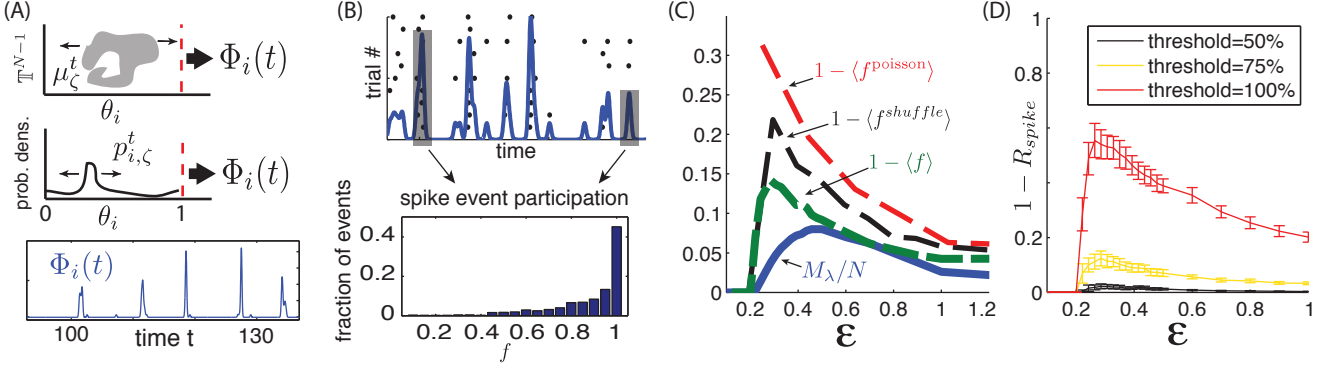 (A)
𝕋^{N−1}
μ_ζ^t
θ_i
Φ_i(t)
prob. dens.
p_{i,ζ}^t
Φ_i(t)
0
1
θ_i
Φ_i(t)
100
130
time t
(B)
trial #
time
spike event participation
fraction of events
0.4
0.2
0
0.2
0.4
0.6
0.8
1
f
(C)
0.35
0.3
0.25
0.2
0.15
0.1
0.05
0
1 − ⟨f^{poisson}⟩
1 − ⟨f^{shuffle}⟩
1 − ⟨f⟩
M_λ/N
0.2
0.4
0.6
0.8
1.0
1.2
ε
(D)
1 − R_{spike}
1
0.8
0.6
0.4
0.2
0
threshold=50%
threshold=75%
threshold=100%
0.2
0.4
0.6
0.8
1
ε